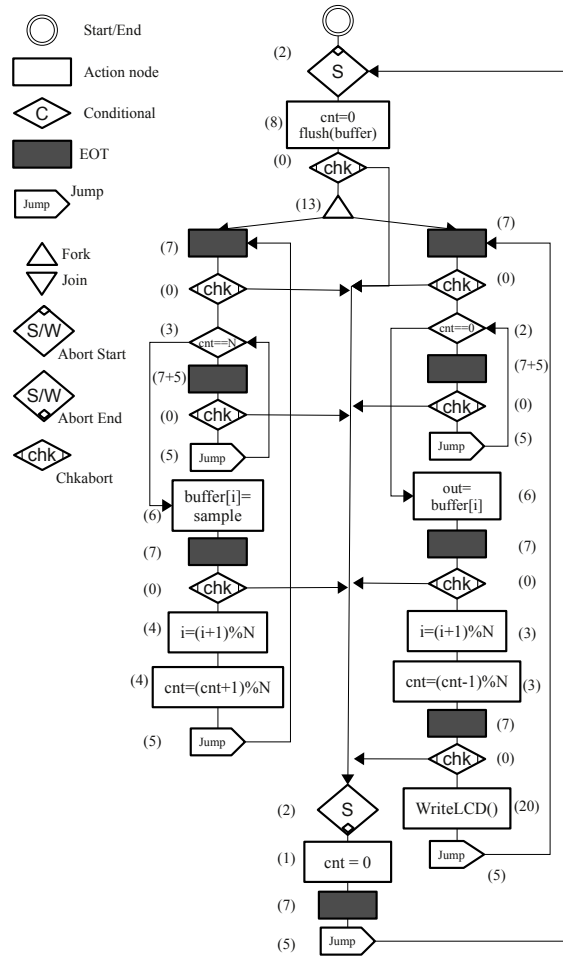 Start/End
Action node
C
Conditional
EOT
Jump
Jump
Fork
Join
S/W
Abort Start
S/W
Abort End
chk
Chkabort
(2)
S
(8)
cnt=0
flush(buffer)
(0)
chk
(13)
(7)
(0)
chk
(3)
cnt==N
(7+5)
(0)
chk
(5)
Jump
(6)
buffer[i]=
sample
(7)
(0)
chk
(4)
i=(i+1)%N
(4)
cnt=(cnt+1)%N
(5)
Jump
(7)
chk
(0)
cnt==0
(2)
(7+5)
chk
(0)
Jump
(5)
out=
buffer[i]
(6)
(7)
chk
(0)
i=(i+1)%N
(3)
cnt=(cnt-1)%N
(3)
(7)
chk
(0)
WriteLCD()
(20)
Jump
(5)
(2)
S
(1)
cnt = 0
(7)
(5)
Jump